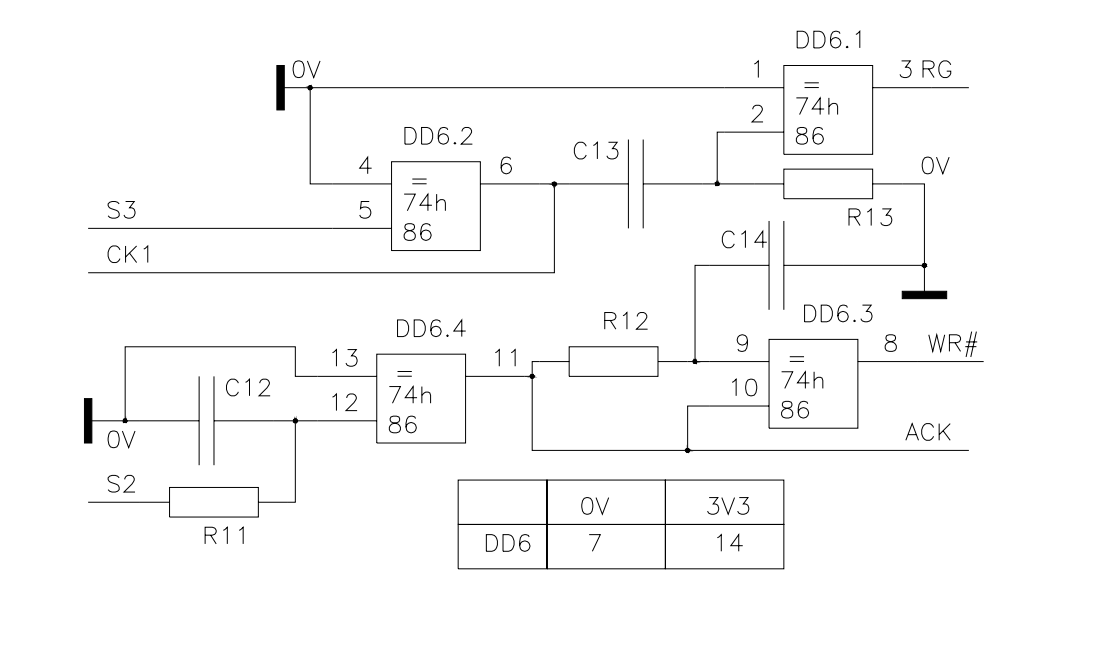 DD6.1
0V
1
3 RG
=
74h
2
86
DD6.2
C13
0V
4
6
=
S3
5
74h
R13
86
CK1
C14
DD6.3
R12
DD6.4
9
8
WR#
13
11
=
=
C12
74h
10
74h
12
86
86
0V
ACK
S2
0V 3V3
R11
DD6 7 14